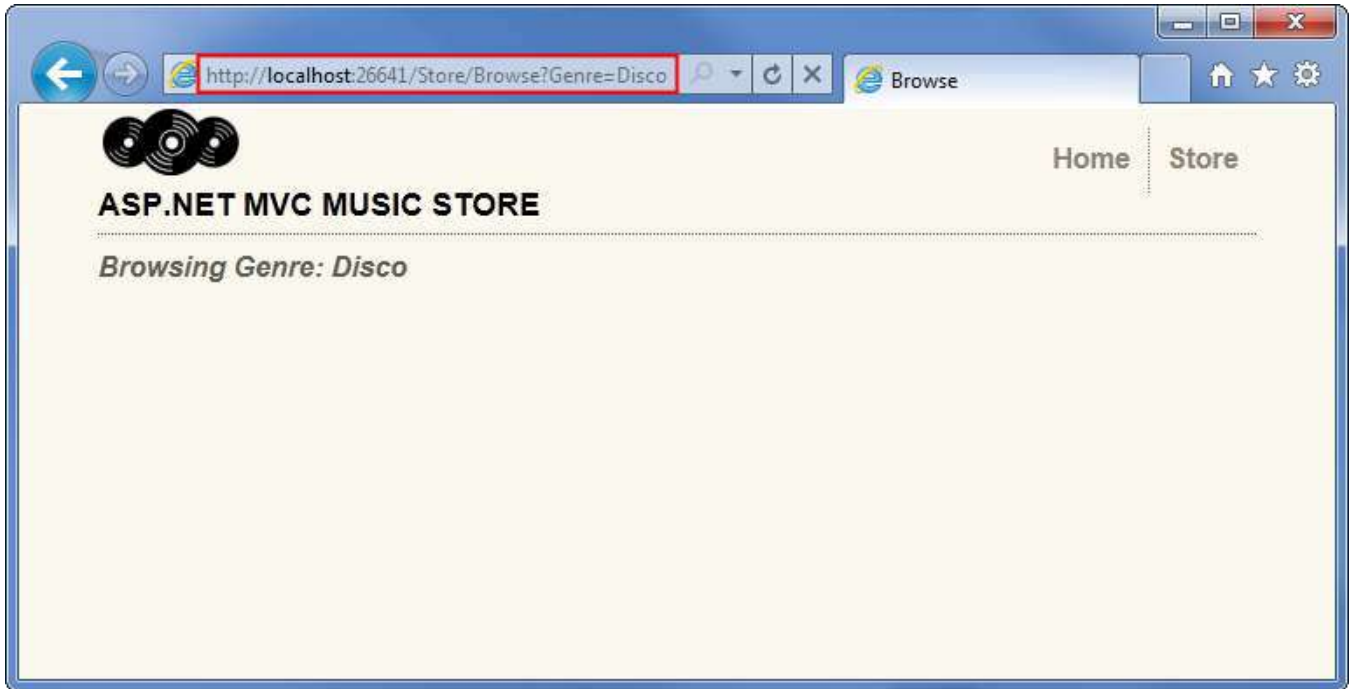 http://localhost:26641/Store/Browse?Genre=Disco
Browse
Home
Store
ASP.NET MVC MUSIC STORE
Browsing Genre: Disco